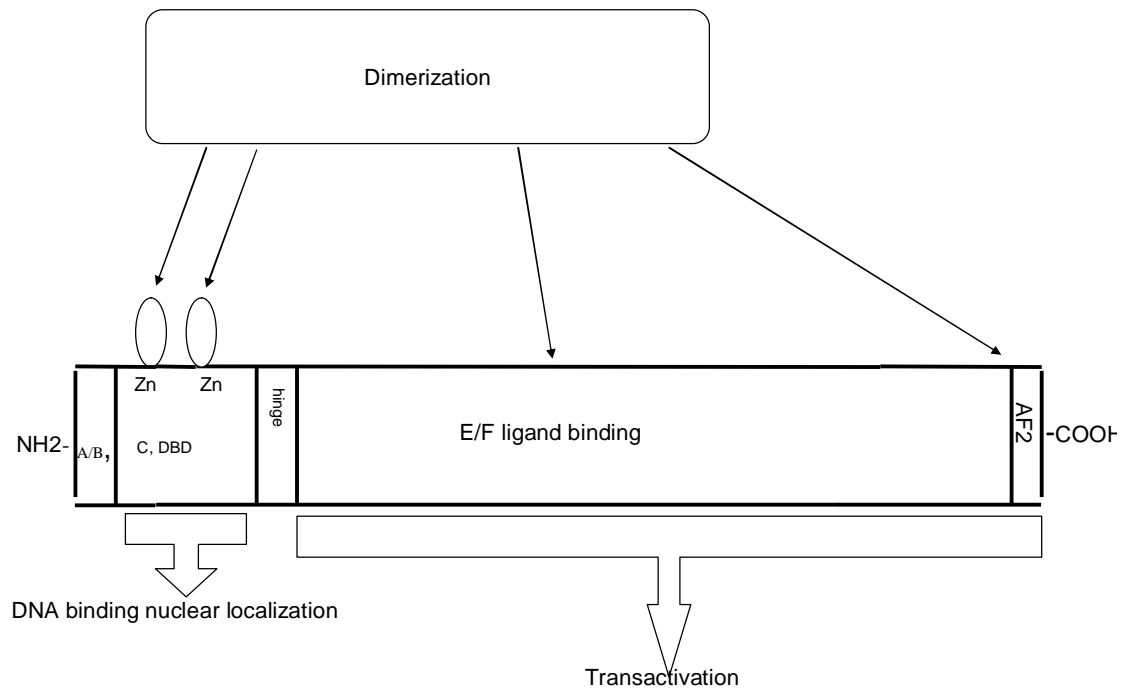 Dimerization
Zn Zn
hinge
NH2- A/B, C, DBD E/F ligand binding AF2 -COOH
DNA binding nuclear localization
Transactivation